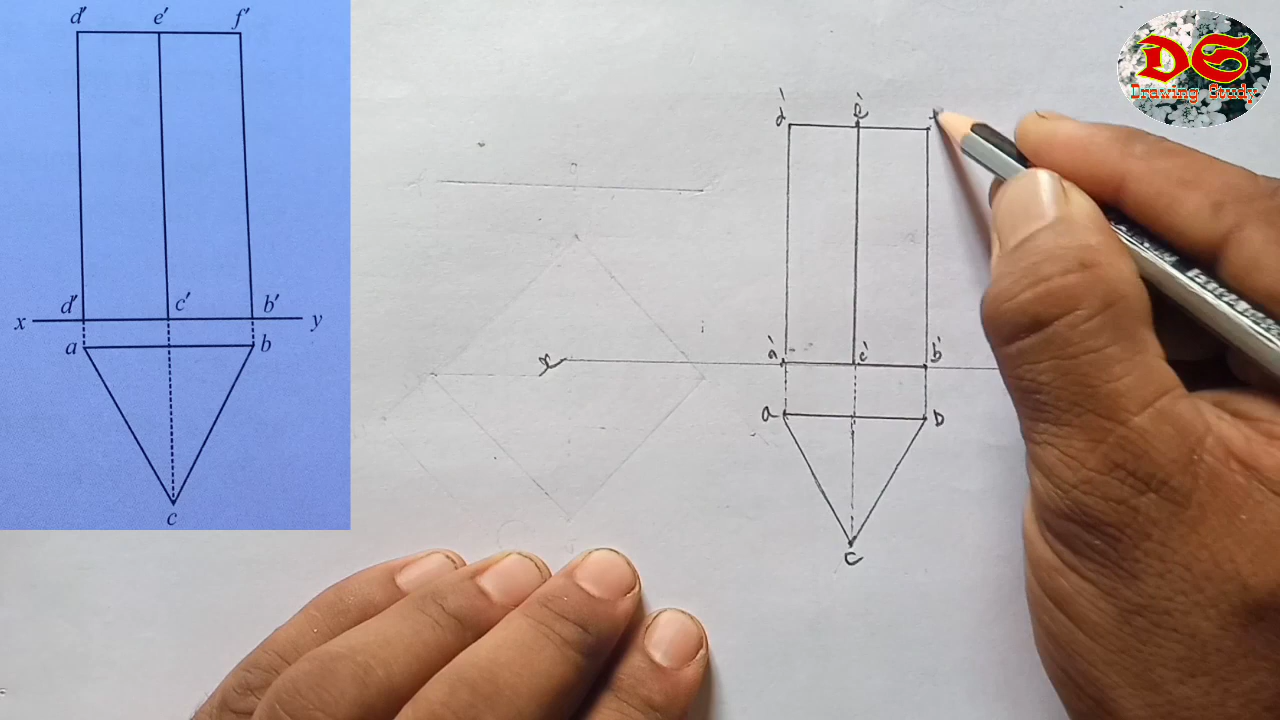 d' e' f'
d' c' b'
x y
a b
c
d' e'
x a' c' b'
a b
c
DS
Drawing Study